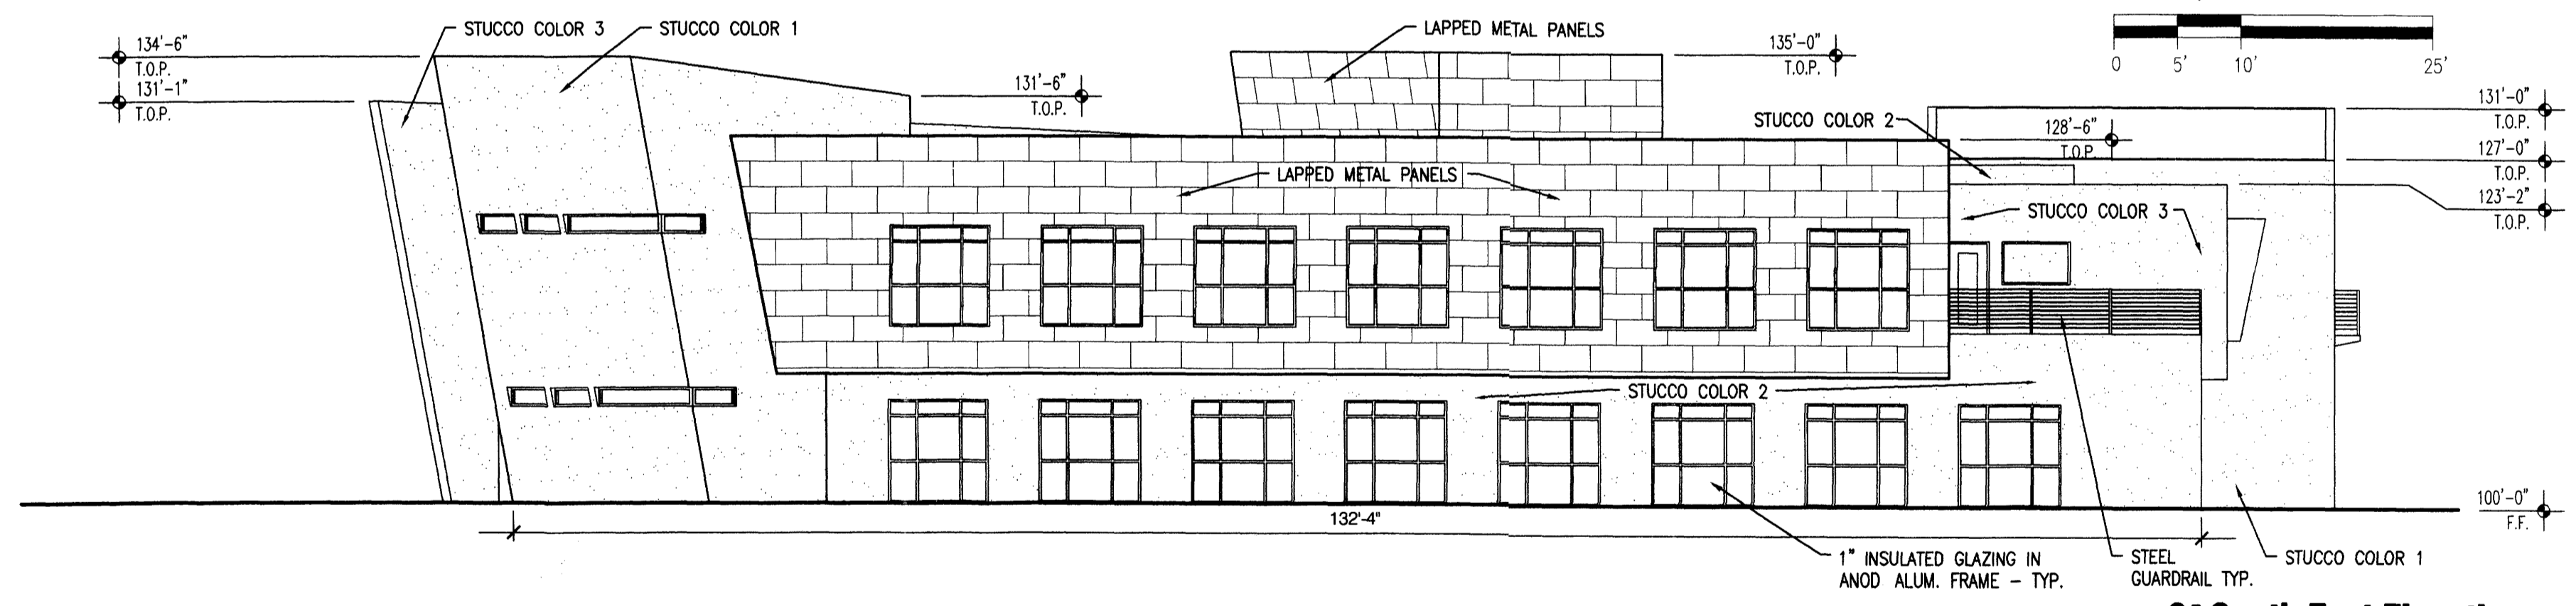 STUCCO COLOR 3
STUCCO COLOR 1
LAPPED METAL PANELS
134'-6"
T.O.P.
131'-1"
T.O.P.
131'-6"
T.O.P.
135'-0"
T.O.P.
0 5' 10' 25'
STUCCO COLOR 2
128'-6"
T.O.P.
131'-0"
T.O.P.
127'-0"
T.O.P.
123'-2"
T.O.P.
LAPPED METAL PANELS
STUCCO COLOR 3
STUCCO COLOR 2
100'-0"
F.F.
132'-4"
1" INSULATED GLAZING IN
ANOD ALUM. FRAME - TYP.
STEEL
GUARDRAIL TYP.
STUCCO COLOR 1